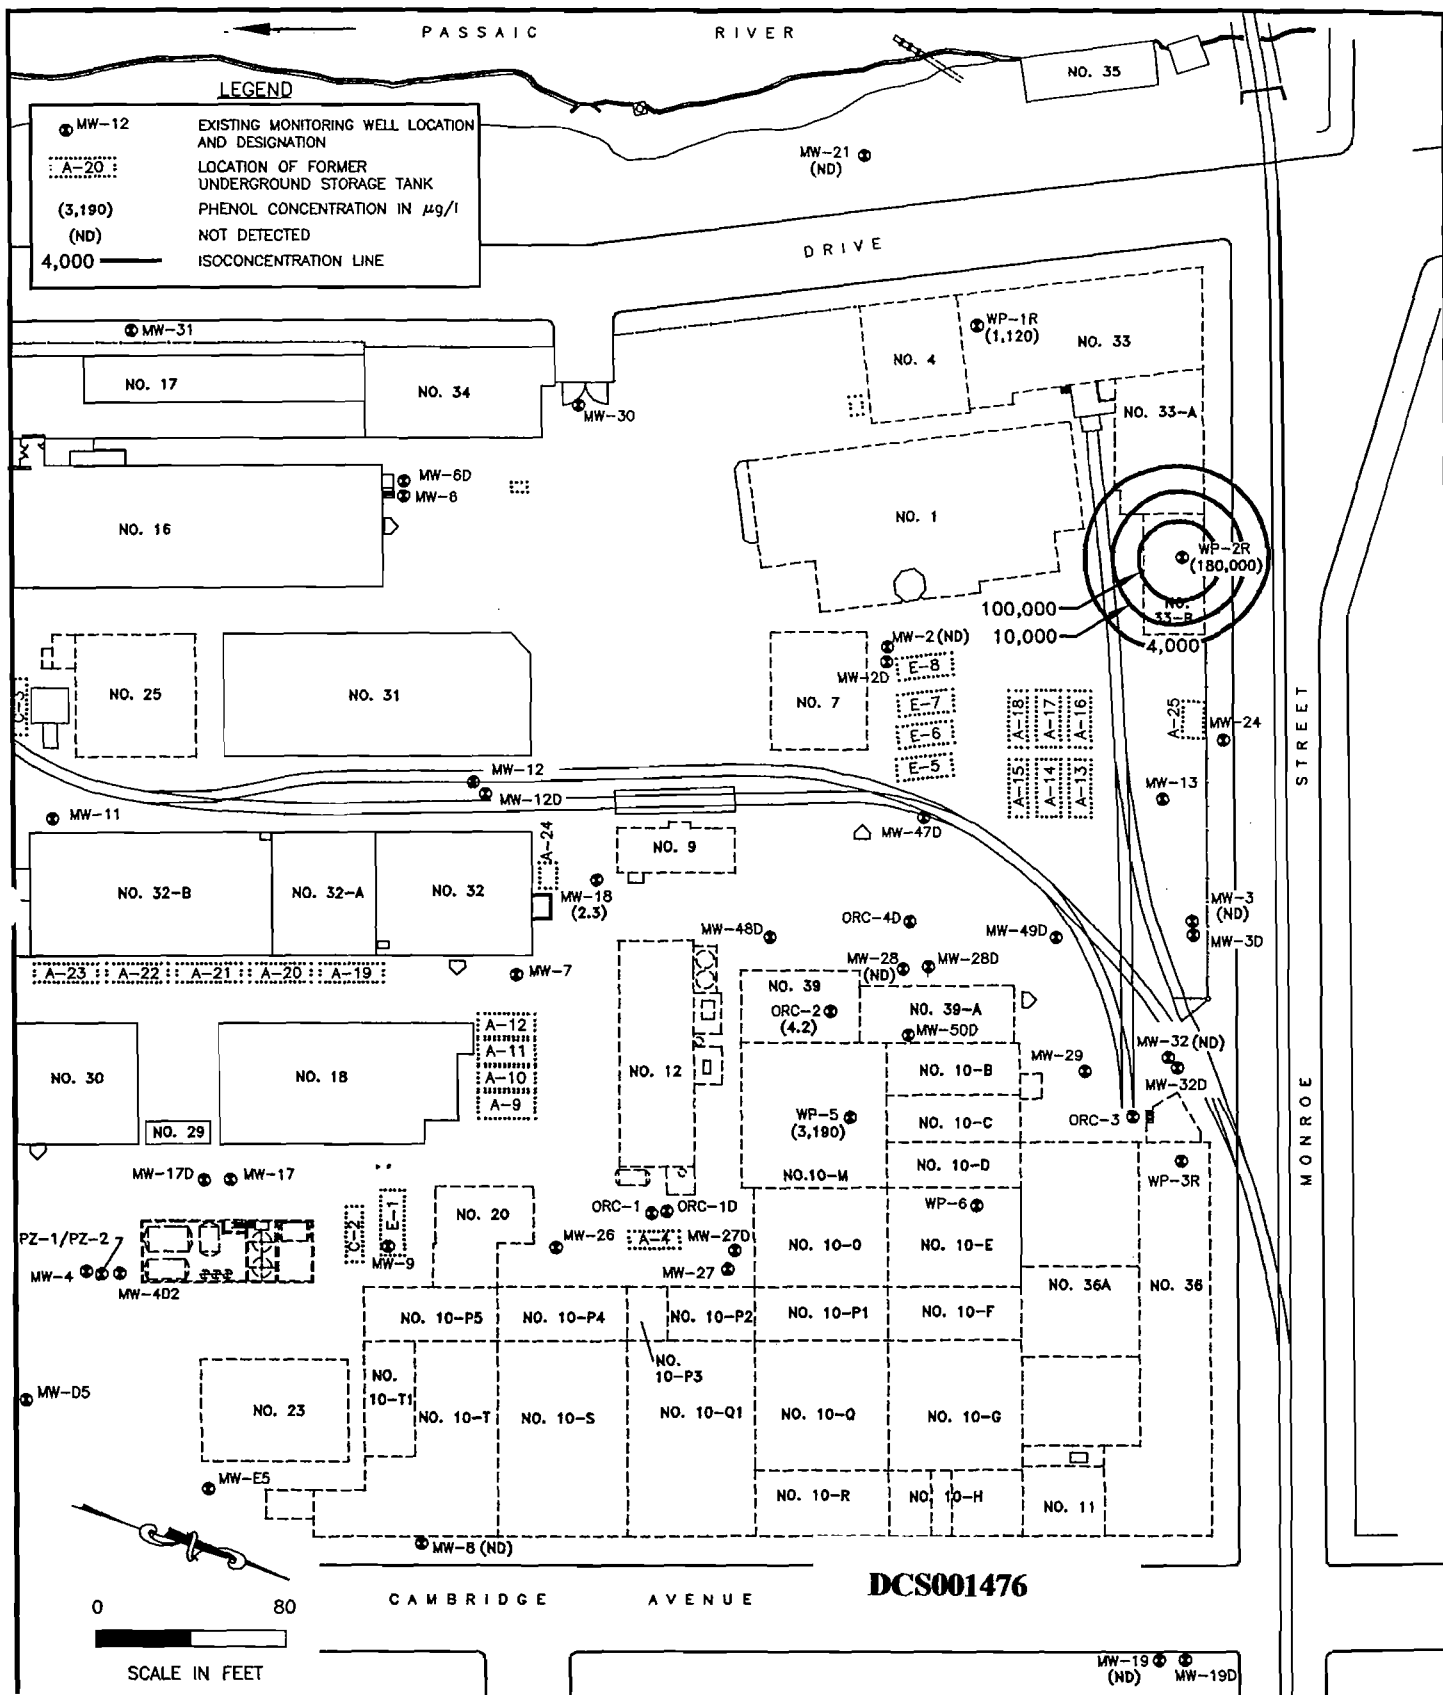 PASSAIC RIVER
LEGEND
MW-12 EXISTING MONITORING WELL LOCATION
AND DESIGNATION
A-20 LOCATION OF FORMER
UNDERGROUND STORAGE TANK
(3,190) PHENOL CONCENTRATION IN µg/l
(ND) NOT DETECTED
4,000 ISOCONCENTRATION LINE
NO. 35
MW-21
(ND)
DRIVE
MW-31
NO. 17
NO. 34
MW-30
WP-1R
(1,120)
NO. 33
NO. 4
NO. 33-A
MW-6D
MW-6
NO. 16
NO. 1
WP-2R
(180,000)
100,000
NO.
33-B
10,000
4,000
MW-2 (ND)
MW-2D
E-8
E-7
E-6
E-5
NO. 25
NO. 31
NO. 7
C-3
A-18
A-17
A-16
A-15
A-14
A-13
A-25
MW-24
MW-13
STREET
MW-12
MW-12D
MW-11
MW-47D
NO. 9
A-24
NO. 32-B
NO. 32-A
NO. 32
MW-18
(2.3)
MW-48D
ORC-4D
MW-49D
MW-3
(ND)
MW-3D
A-23
A-22
A-21
A-20
A-19
MW-7
MW-28
(ND)
MW-28D
NO. 39
ORC-2
(4.2)
NO. 39-A
MW-50D
A-12
A-11
A-10
A-9
NO. 30
NO. 18
NO. 29
NO. 12
NO. 10-B
MW-29
MW-32 (ND)
MW-32D
WP-5
(3,190)
NO. 10-C
ORC-3
NO.10-M
NO. 10-D
WP-3R
MONROE
MW-17D
MW-17
C-2
E-1
MW-9
NO. 20
ORC-1
ORC-1D
WP-6
PZ-1/PZ-2
MW-4
MW-4D2
MW-26
A-4
MW-27D
MW-27
NO. 10-O
NO. 10-E
NO. 36A
NO. 36
NO. 10-P5
NO. 10-P4
NO. 10-P2
NO. 10-P1
NO. 10-F
NO.
10-P3
MW-D5
NO. 23
NO.
10-T1
NO. 10-T
NO. 10-S
NO. 10-Q1
NO. 10-Q
NO. 10-G
MW-E5
NO. 10-R
NO. 10-H
NO. 11
MW-8 (ND)
DCS001476
CAMBRIDGE AVENUE
0 80
SCALE IN FEET
MW-19
(ND)
MW-19D